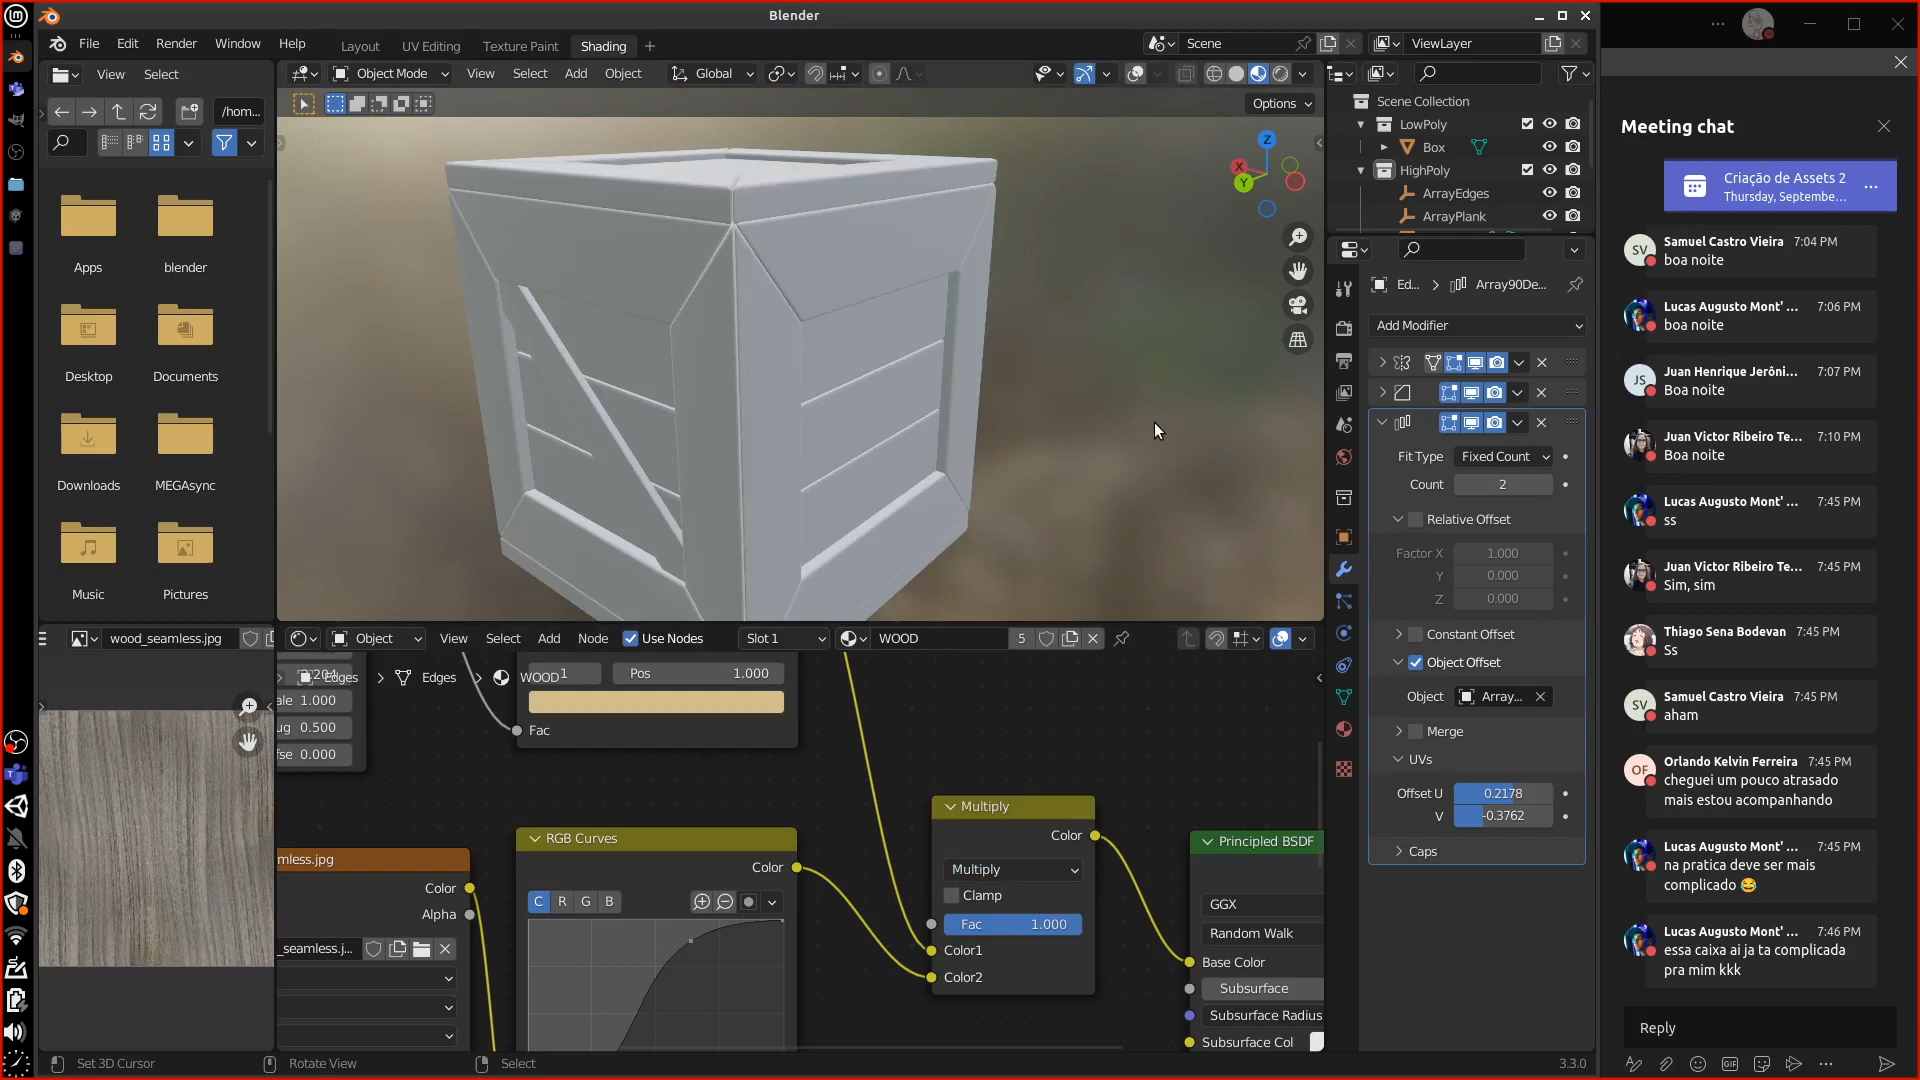 Blender
File Edit Render Window Help
Layout UV Editing Texture Paint Shading
Scene
ViewLayer
View Select
Object Mode View Select Add Object Global
Options
/hom...
Apps
blender
Desktop
Documents
Downloads
MEGAsync
Music
Pictures
X
Y
Z
Scene Collection
LowPoly
Box
HighPoly
ArrayEdges
ArrayPlank
Ed...
Array90De...
Add Modifier
Fit Type Fixed Count
Count 2
Relative Offset
Factor X 1.000
Y 0.000
Z 0.000
Constant Offset
Object Offset
Object Array...
Merge
UVs
Offset U 0.2178
V -0.3762
Caps
wood_seamless.jpg
Object View Select Add Node Use Nodes Slot 1 WOOD 5
Edges Edges WOOD
1 Pos 1.000
Fac
ale 1.000
ug 0.500
fse 0.000
mless.jpg
Color
Alpha
_seamless.j...
RGB Curves
Color
C R G B
Multiply
Color
Multiply
Clamp
Fac 1.000
Color1
Color2
Principled BSDF
GGX
Random Walk
Base Color
Subsurface
Subsurface Radius
Subsurface Col
Set 3D Cursor Rotate View Select
3.3.0
Meeting chat
Criação de Assets 2
Thursday, Septembe...
SV
Samuel Castro Vieira 7:04 PM
boa noite
Lucas Augusto Mont' ... 7:06 PM
boa noite
JS
Juan Henrique Jerôni... 7:07 PM
Boa noite
Juan Victor Ribeiro Te... 7:10 PM
Boa noite
Lucas Augusto Mont' ... 7:45 PM
ss
Juan Victor Ribeiro Te... 7:45 PM
Sim, sim
Thiago Sena Bodevan 7:45 PM
Ss
SV
Samuel Castro Vieira 7:45 PM
aham
OF
Orlando Kelvin Ferreira 7:45 PM
cheguei um pouco atrasado
mais estou acompanhando
Lucas Augusto Mont' ... 7:45 PM
na pratica deve ser mais
complicado 😂
Lucas Augusto Mont' ... 7:46 PM
essa caixa ai ja ta complicada
pra mim kkk
Reply
GIF